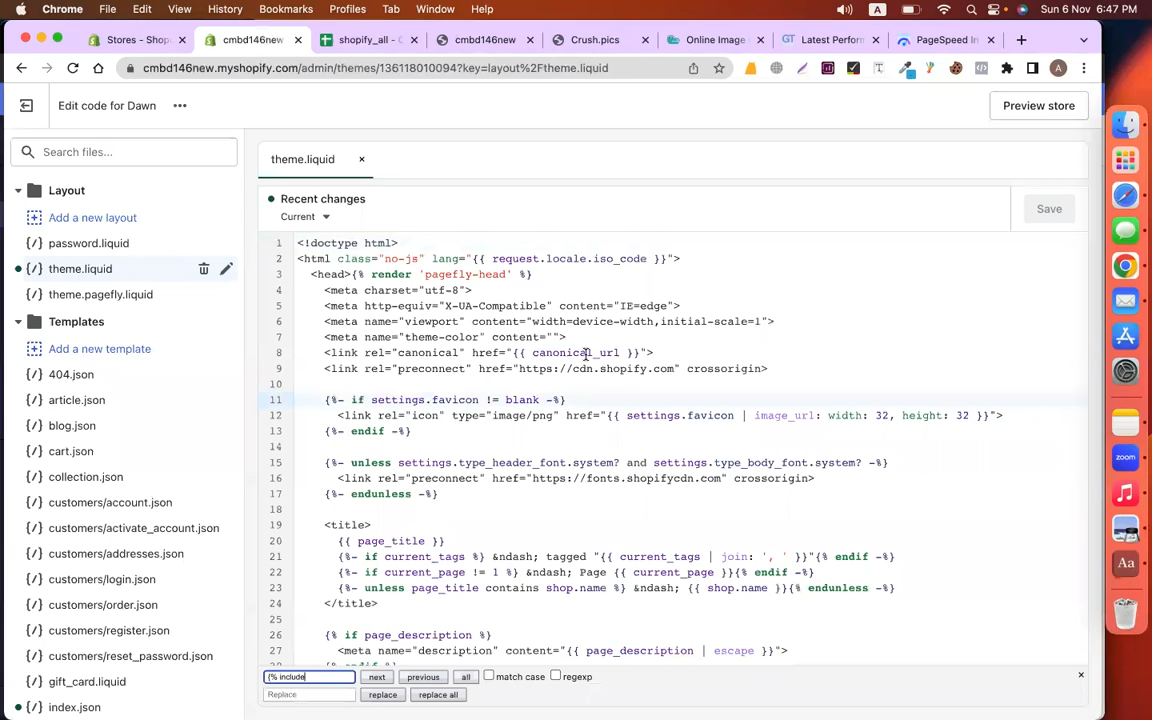 Chrome File Edit View History Bookmarks Profiles Tab Window Help A Sun 6 Nov 6:47 PM
Stores - Shop × cmbd146new × shopify_all - G × cmbd146new × Crush.pics × Online Image × GT Latest Perform × PageSpeed In ×
cmbd146new.myshopify.com/admin/themes/136118010094?key=layout%2Ftheme.liquid A
Edit code for Dawn ••• Preview store
Search files...
theme.liquid ×
Layout
Add a new layout
password.liquid
theme.liquid
theme.pagefly.liquid
Templates
Add a new template
404.json
article.json
blog.json
cart.json
collection.json
customers/account.json
customers/activate_account.json
customers/addresses.json
customers/login.json
customers/order.json
customers/register.json
customers/reset_password.json
gift_card.liquid
index.json
Recent changes
Current
Save
1 <!doctype html>
2 <html class="no-js" lang="{{ request.locale.iso_code }}">
3 <head>{% render 'pagefly-head' %}
4 <meta charset="utf-8">
5 <meta http-equiv="X-UA-Compatible" content="IE=edge">
6 <meta name="viewport" content="width=device-width,initial-scale=1">
7 <meta name="theme-color" content="">
8 <link rel="canonical" href="{{ canonical_url }}">
9 <link rel="preconnect" href="https://cdn.shopify.com" crossorigin>
10
11 {%- if settings.favicon != blank -%}
12 <link rel="icon" type="image/png" href="{{ settings.favicon | image_url: width: 32, height: 32 }}">
13 {%- endif -%}
14
15 {%- unless settings.type_header_font.system? and settings.type_body_font.system? -%}
16 <link rel="preconnect" href="https://fonts.shopifycdn.com" crossorigin>
17 {%- endunless -%}
18
19 <title>
20 {{ page_title }}
21 {%- if current_tags %} &ndash; tagged "{{ current_tags | join: ', ' }}"{% endif -%}
22 {%- if current_page != 1 %} &ndash; Page {{ current_page }}{% endif -%}
23 {%- unless page_title contains shop.name %} &ndash; {{ shop.name }}{% endunless -%}
24 </title>
25
26 {% if page_description %}
27 <meta name="description" content="{{ page_description | escape }}">
28 {% endif %}
{% include next previous all match case regexp ×
Replace replace replace all
Aa
zoom